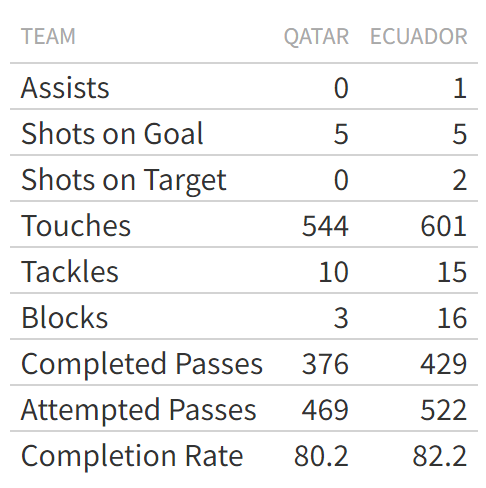 TEAM QATAR ECUADOR
Assists 0 1
Shots on Goal 5 5
Shots on Target 0 2
Touches 544 601
Tackles 10 15
Blocks 3 16
Completed Passes 376 429
Attempted Passes 469 522
Completion Rate 80.2 82.2